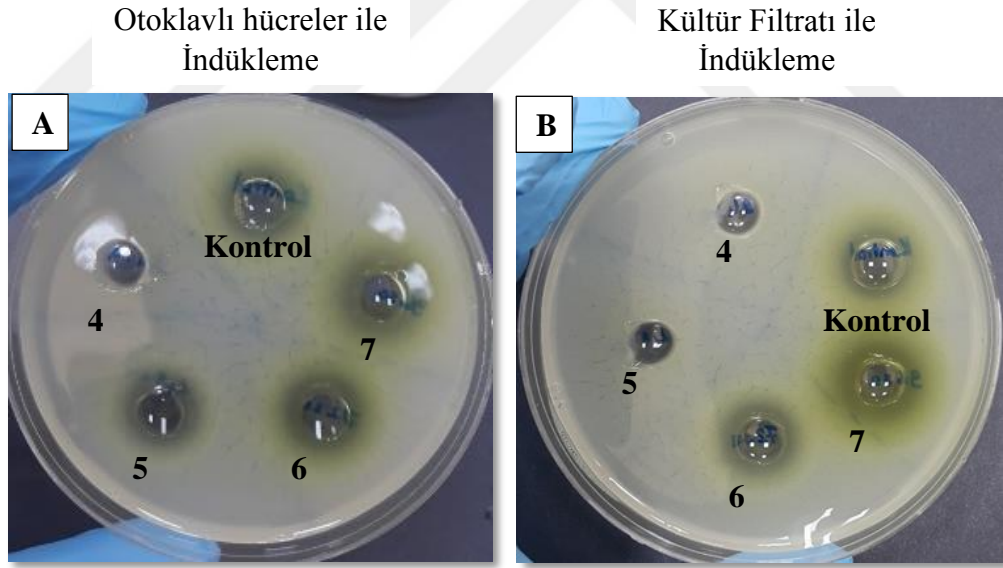 Otoklavlı hücreler ile
İndükleme
Kültür Filtratı ile
İndükleme
A
B
Kontrol
4
7
5
6
4
Kontrol
5
7
6